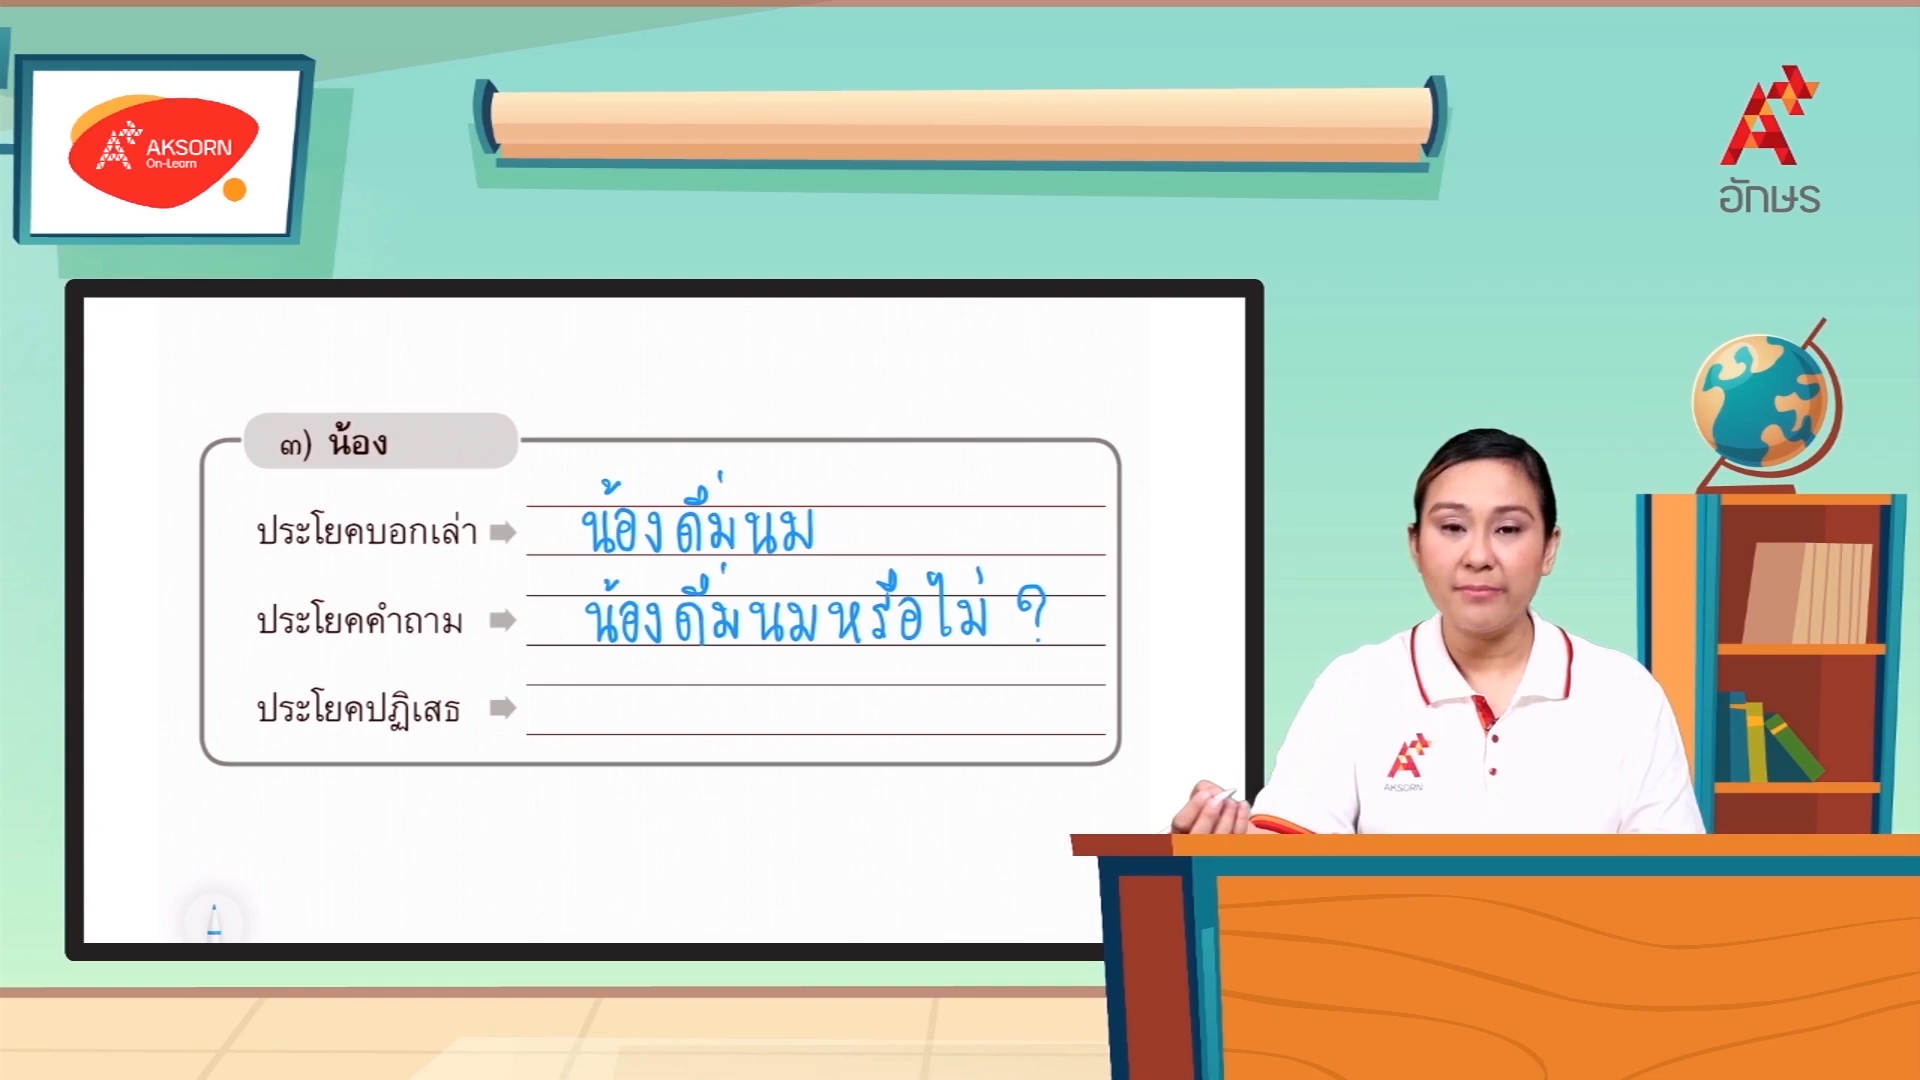 AKSORN
On-Learn
อักษร
๓) น้อง
ประโยคบอกเล่า น้องดื่มนม
ประโยคคำถาม น้องดื่มนมหรือไม่ ?
ประโยคปฏิเสธ
AKSORN